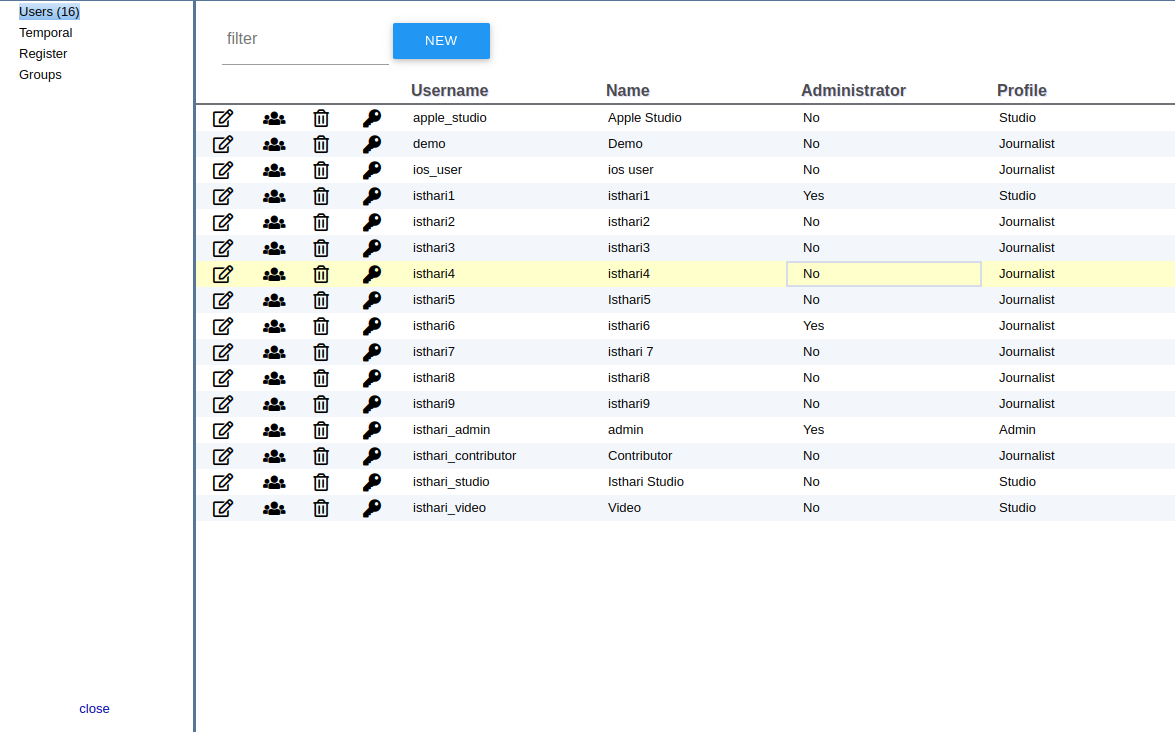 Users (16)
Temporal
Register
Groups
filter
NEW
Username Name Administrator Profile
apple_studio Apple Studio No Studio
demo Demo No Journalist
ios_user ios user No Journalist
isthari1 isthari1 Yes Studio
isthari2 isthari2 No Journalist
isthari3 isthari3 No Journalist
isthari4 isthari4 No Journalist
isthari5 Isthari5 No Journalist
isthari6 isthari6 Yes Journalist
isthari7 isthari 7 No Journalist
isthari8 isthari8 No Journalist
isthari9 isthari9 No Journalist
isthari_admin admin Yes Admin
isthari_contributor Contributor No Journalist
isthari_studio Isthari Studio No Studio
isthari_video Video No Studio
close